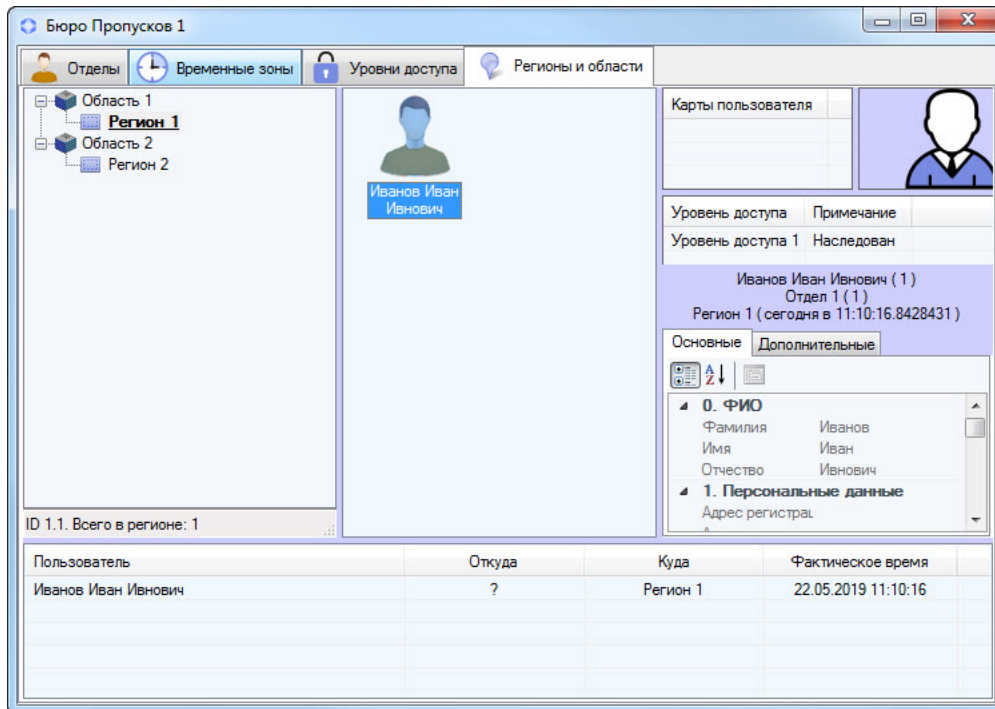 Бюро Пропусков 1
Отделы
Временные зоны
Уровни доступа
Регионы и области
Область 1
Регион 1
Область 2
Регион 2
ID 1.1. Всего в регионе: 1
Иванов Иван
Ивнович
Карты пользователя
Уровень доступа Примечание
Уровень доступа 1 Наследован
Иванов Иван Ивнович ( 1 )
Отдел 1 ( 1 )
Регион 1 ( сегодня в 11:10:16.8428431 )
Основные Дополнительные
0. ФИО
Фамилия Иванов
Имя Иван
Отчество Ивнович
1. Персональные данные
Адрес регистрац
Пользователь Откуда Куда Фактическое время
Иванов Иван Ивнович ? Регион 1 22.05.2019 11:10:16